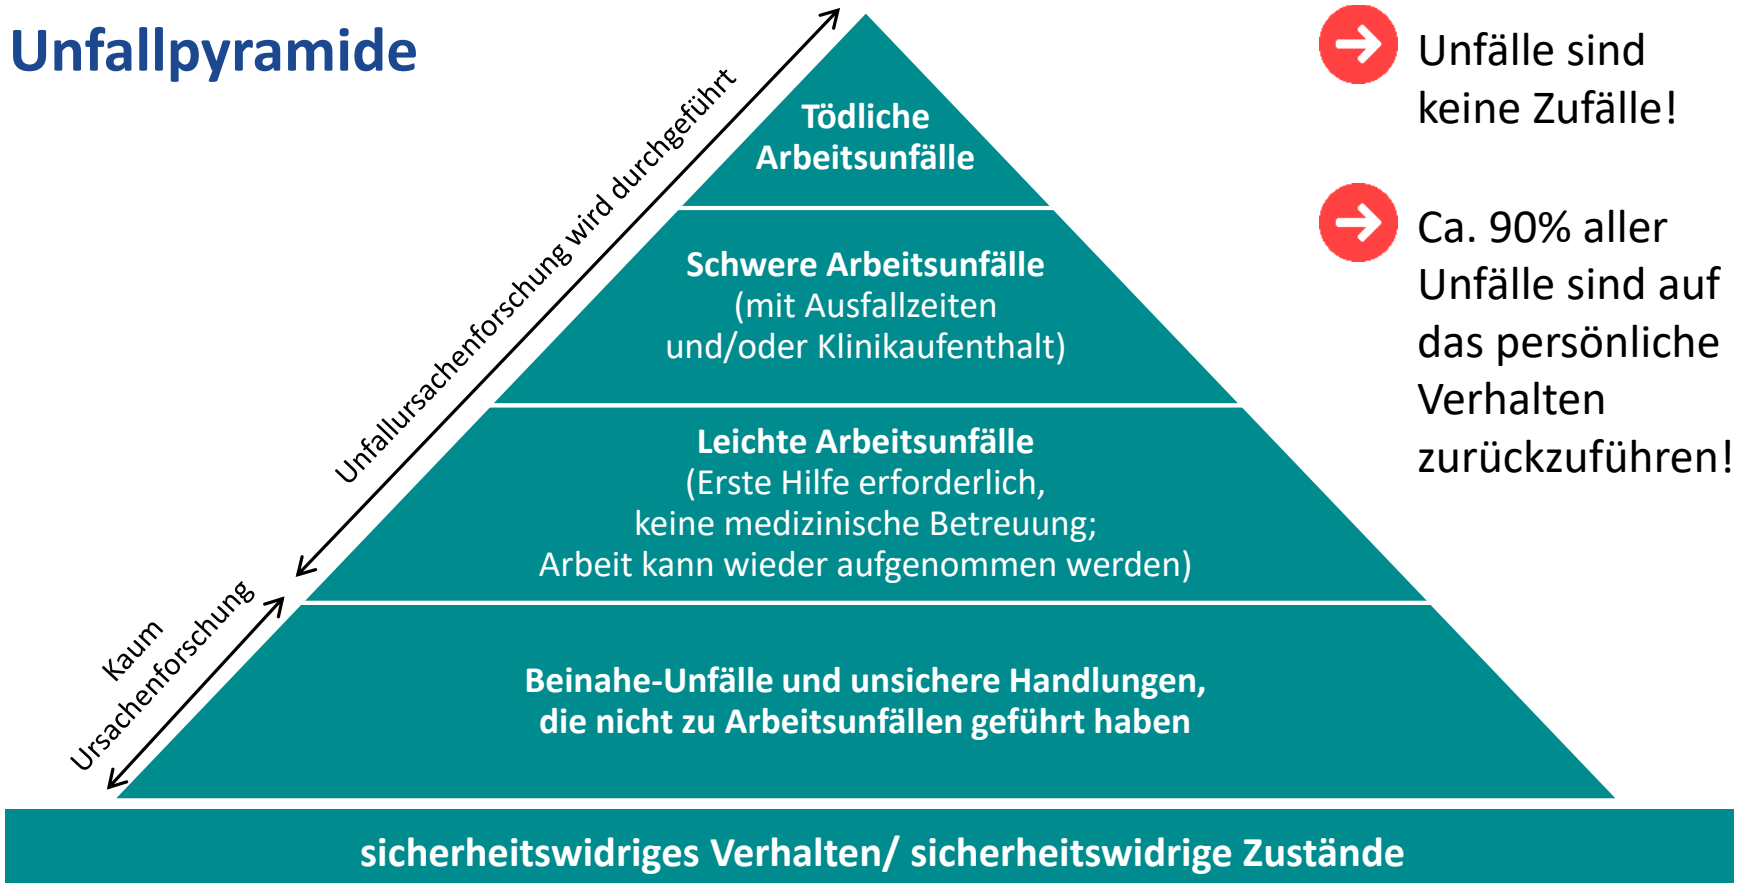 Unfallpyramide
Unfallursachenforschung wird durchgeführt
Kaum
Ursachenforschung
Tödliche
Arbeitsunfälle
Schwere Arbeitsunfälle
(mit Ausfallzeiten
und/oder Klinikaufenthalt)
Leichte Arbeitsunfälle
(Erste Hilfe erforderlich,
keine medizinische Betreuung;
Arbeit kann wieder aufgenommen werden)
Beinahe-Unfälle und unsichere Handlungen,
die nicht zu Arbeitsunfällen geführt haben
sicherheitswidriges Verhalten/ sicherheitswidrige Zustände
Unfälle sind
keine Zufälle!
Ca. 90% aller
Unfälle sind auf
das persönliche
Verhalten
zurückzuführen!